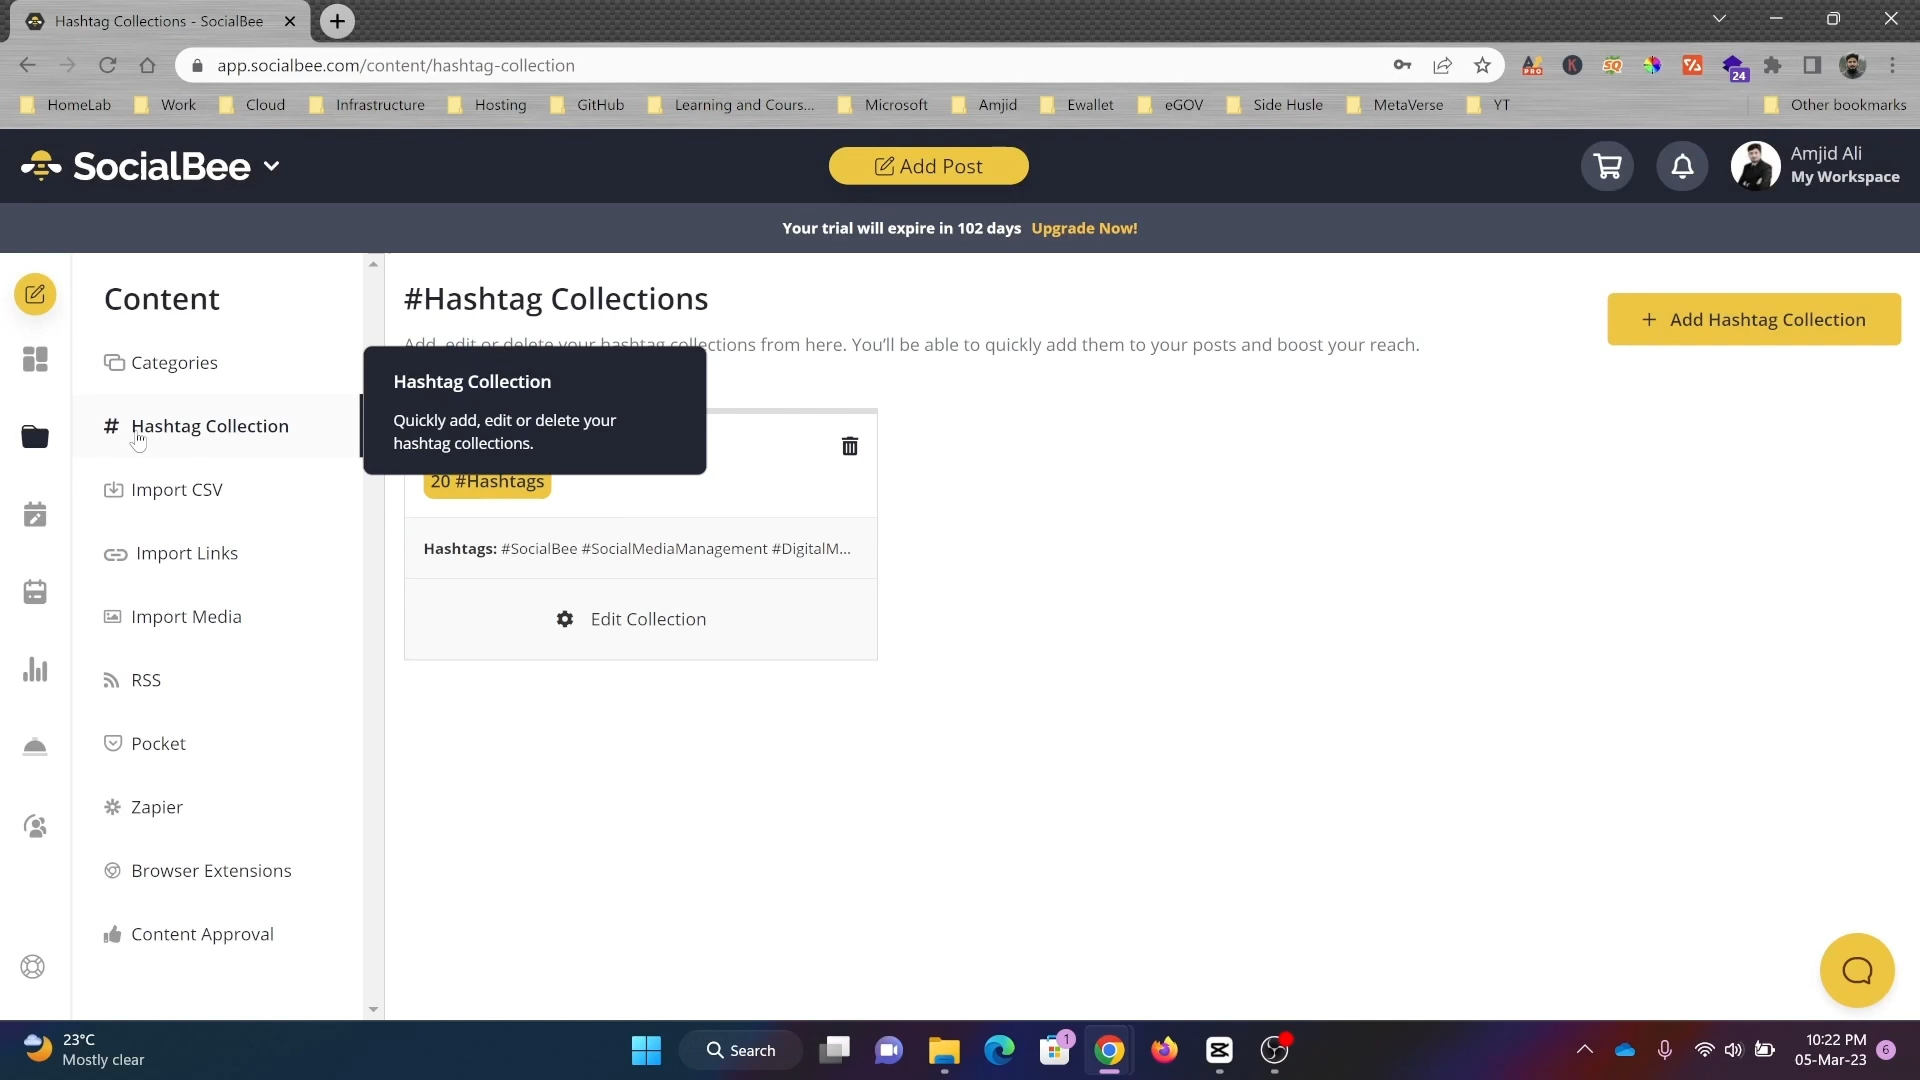 Hashtag Collections - SocialBee
app.socialbee.com/content/hashtag-collection
A PRO
K
SQ
24
HomeLab
Work
Cloud
Infrastructure
Hosting
GitHub
Learning and Cours...
Microsoft
Amjid
Ewallet
eGOV
Side Husle
MetaVerse
YT
Other bookmarks
SocialBee
Add Post
Amjid Ali
My Workspace
Your trial will expire in 102 days Upgrade Now!
Content
Categories
# Hashtag Collection
Import CSV
Import Links
Import Media
RSS
Pocket
Zapier
Browser Extensions
Content Approval
#Hashtag Collections
Add, edit or delete your hashtag collections from here. You'll be able to quickly add them to your posts and boost your reach.
+ Add Hashtag Collection
Hashtag Collection
Quickly add, edit or delete your
hashtag collections.
20 #Hashtags
Hashtags: #SocialBee #SocialMediaManagement #DigitalM...
Edit Collection
23°C
Mostly clear
Search
1
10:22 PM
05-Mar-23
6